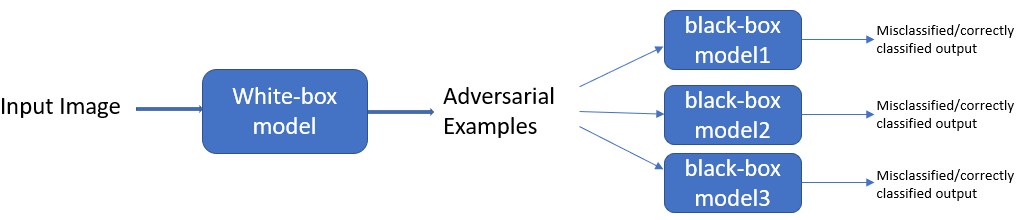 Input Image
White-box
model
Adversarial
Examples
black-box
model1
Misclassified/correctly
classified output
black-box
model2
Misclassified/correctly
classified output
black-box
model3
Misclassified/correctly
classified output